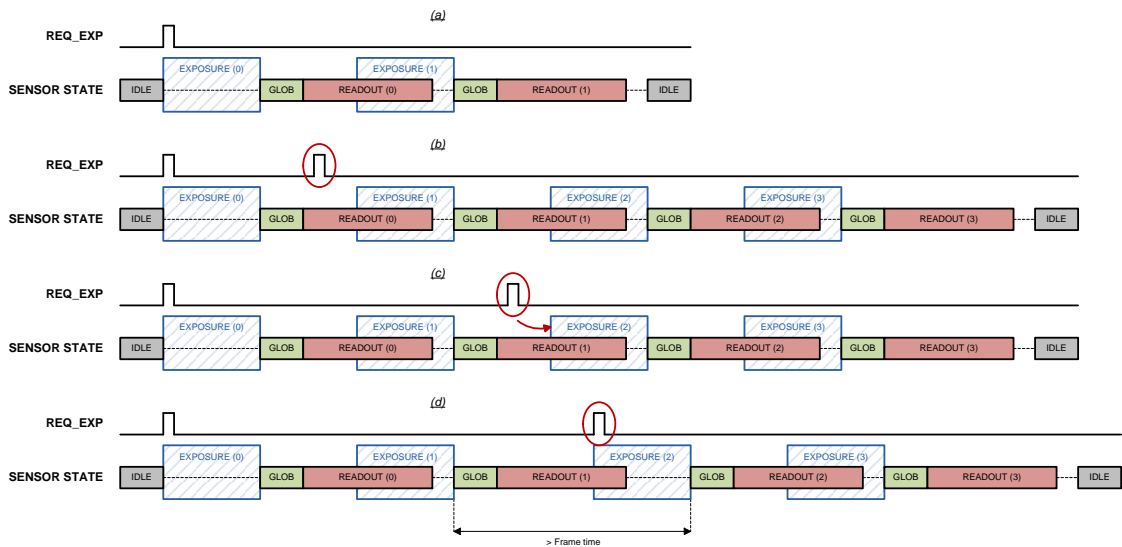 (a)
REQ_EXP
EXPOSURE (0) EXPOSURE (1)
SENSOR STATE IDLE GLOB READOUT (0) GLOB READOUT (1) IDLE
(b)
REQ_EXP
EXPOSURE (0) EXPOSURE (1) EXPOSURE (2) EXPOSURE (3)
SENSOR STATE IDLE GLOB READOUT (0) GLOB READOUT (1) GLOB READOUT (2) GLOB READOUT (3) IDLE
(c)
REQ_EXP
EXPOSURE (0) EXPOSURE (1) EXPOSURE (2) EXPOSURE (3)
SENSOR STATE IDLE GLOB READOUT (0) GLOB READOUT (1) GLOB READOUT (2) GLOB READOUT (3) IDLE
(d)
REQ_EXP
EXPOSURE (0) EXPOSURE (1) EXPOSURE (2) EXPOSURE (3)
SENSOR STATE IDLE GLOB READOUT (0) GLOB READOUT (1) GLOB READOUT (2) GLOB READOUT (3) IDLE
> Frame time